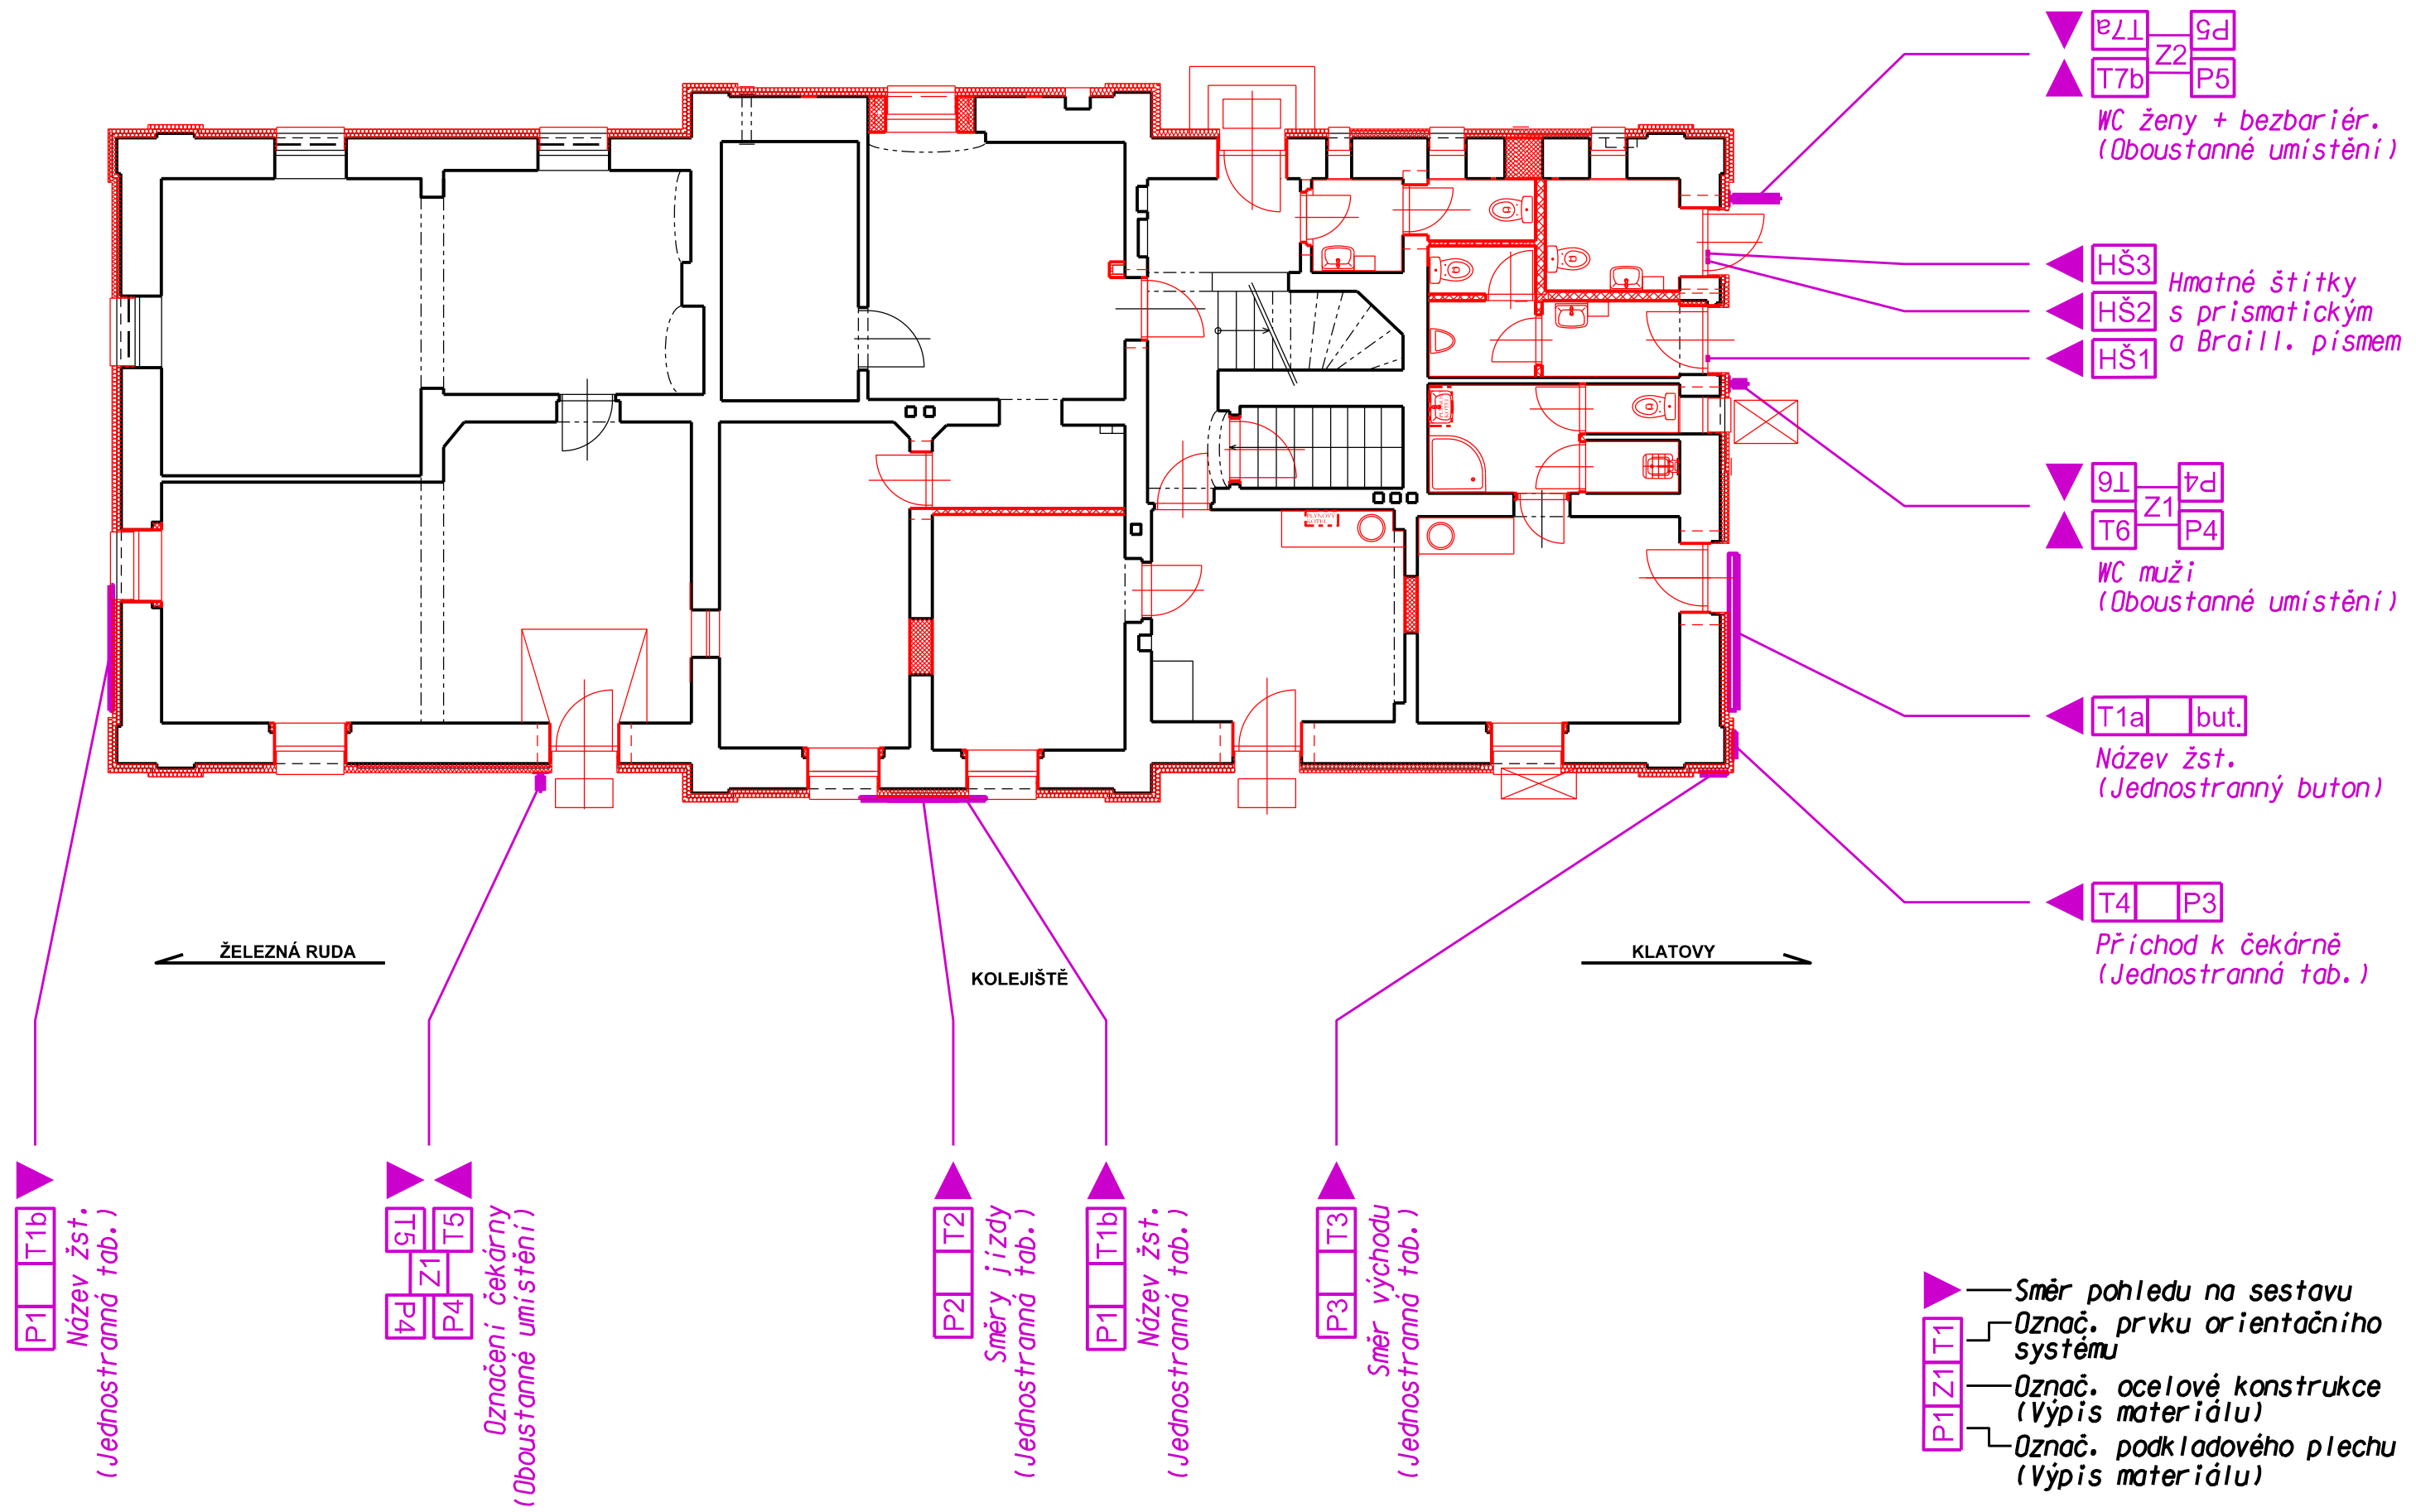 T7a
P5
Z2
T7b
P5
WC ženy + bezbariér.
(Oboustanné umístění)
HŠ3
HŠ2
HŠ1
Hmatné štítky
s prismatickým
a Braill. písmem
T6
P4
Z1
T6
P4
WC muži
(Oboustanné umístění)
T1a but.
Název žst.
(Jednostranný buton)
T4 P3
Příchod k čekárně
(Jednostranná tab.)
PLYNOVÝ
KOTEL
ŽELEZNÁ RUDA
KOLEJIŠTĚ
KLATOVY
P1 T1b
Název žst.
(Jednostranná tab.)
T5
Z1
P4
P4 T5
Označení čekárny
(Oboustanné umístění)
P2 T2
Směry jízdy
(Jednostranná tab.)
P1 T1b
Název žst.
(Jednostranná tab.)
P3 T3
Směr východu
(Jednostranná tab.)
Směr pohledu na sestavu
P1 Z1 T1
Označ. prvku orientačního
systému
Označ. ocelové konstrukce
(Výpis materiálu)
Označ. podkladového plechu
(Výpis materiálu)